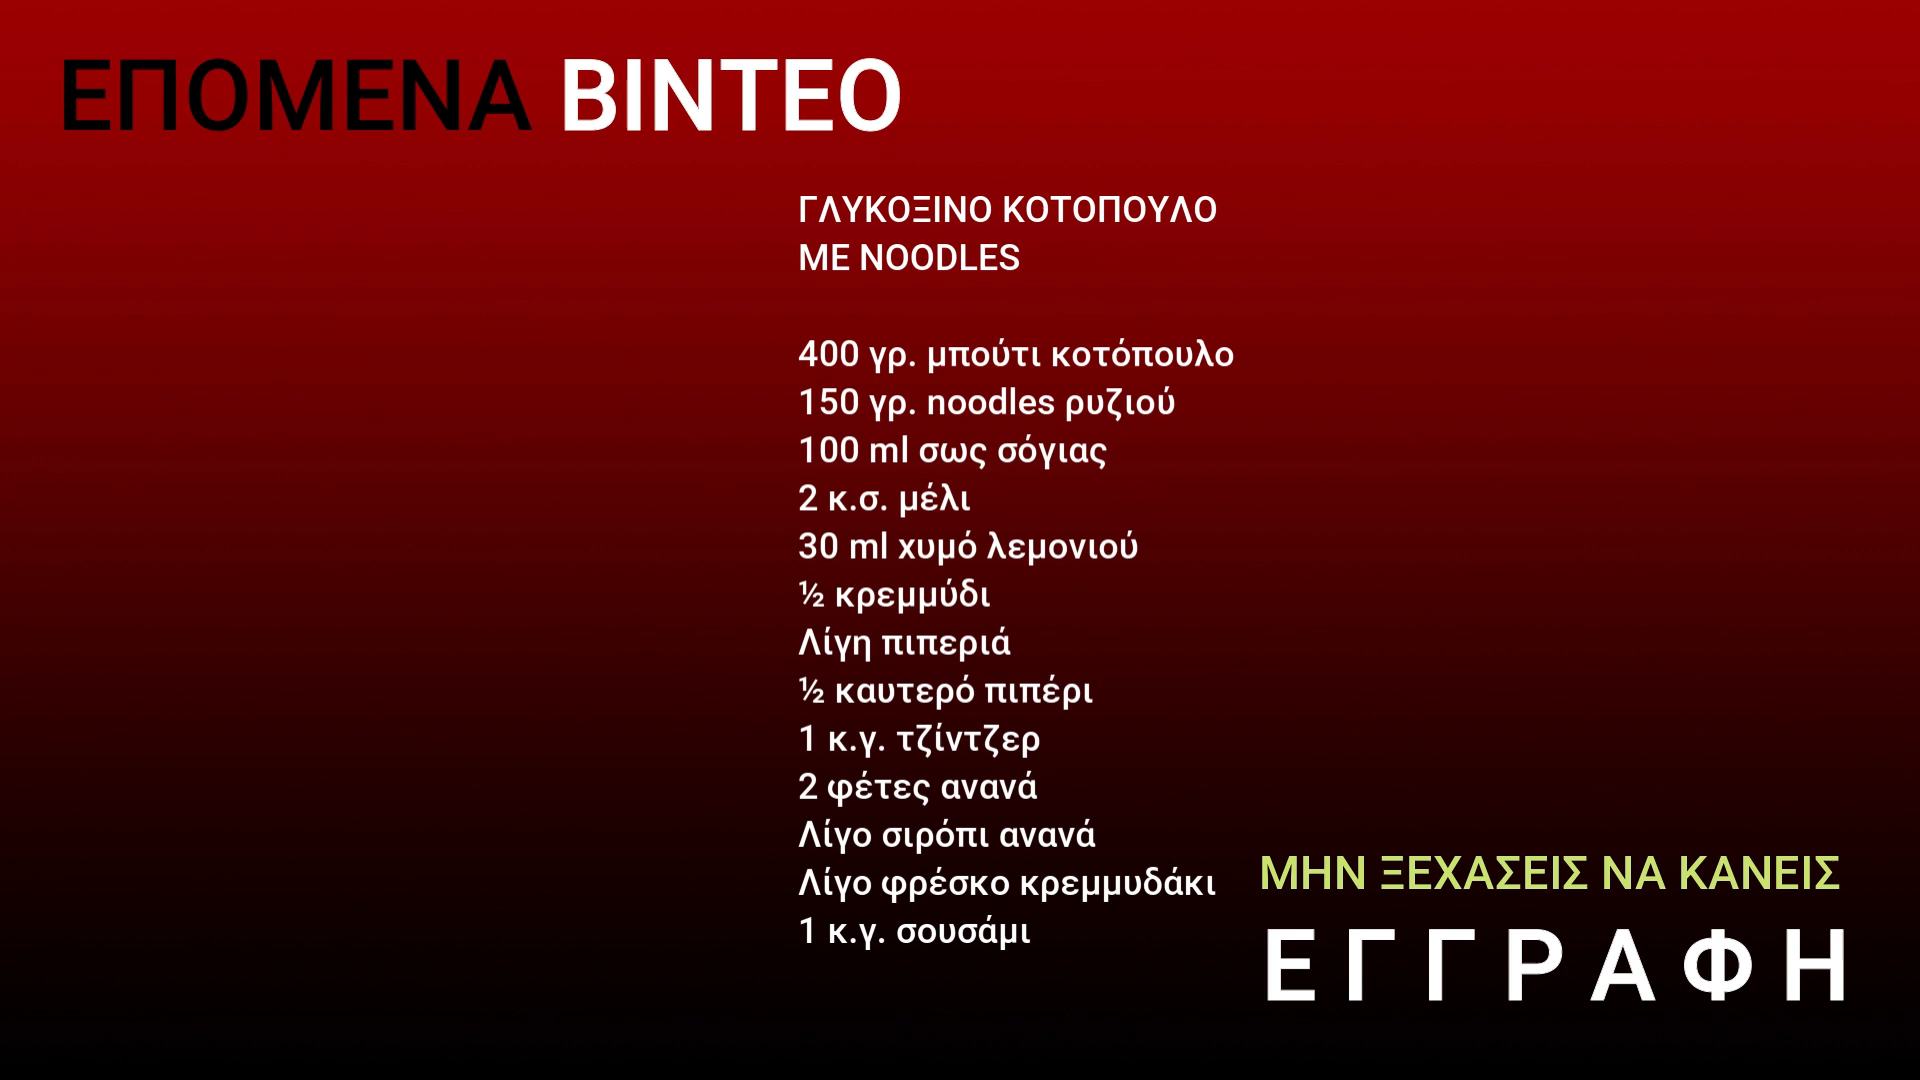 ΕΠΟΜΕΝΑ ΒΙΝΤΕΟ
ΓΛΥΚΟΞΙΝΟ ΚΟΤΟΠΟΥΛΟ
ΜΕ NOODLES
400 γρ. μπούτι κοτόπουλο
150 γρ. noodles ρυζιού
100 ml σως σόγιας
2 κ.σ. μέλι
30 ml χυμό λεμονιού
½ κρεμμύδι
Λίγη πιπεριά
½ καυτερό πιπέρι
1 κ.γ. τζίντζερ
2 φέτες ανανά
Λίγο σιρόπι ανανά
Λίγο φρέσκο κρεμμυδάκι
1 κ.γ. σουσάμι
ΜΗΝ ΞΕΧΑΣΕΙΣ ΝΑ ΚΑΝΕΙΣ
ΕΓΓΡΑΦΗ